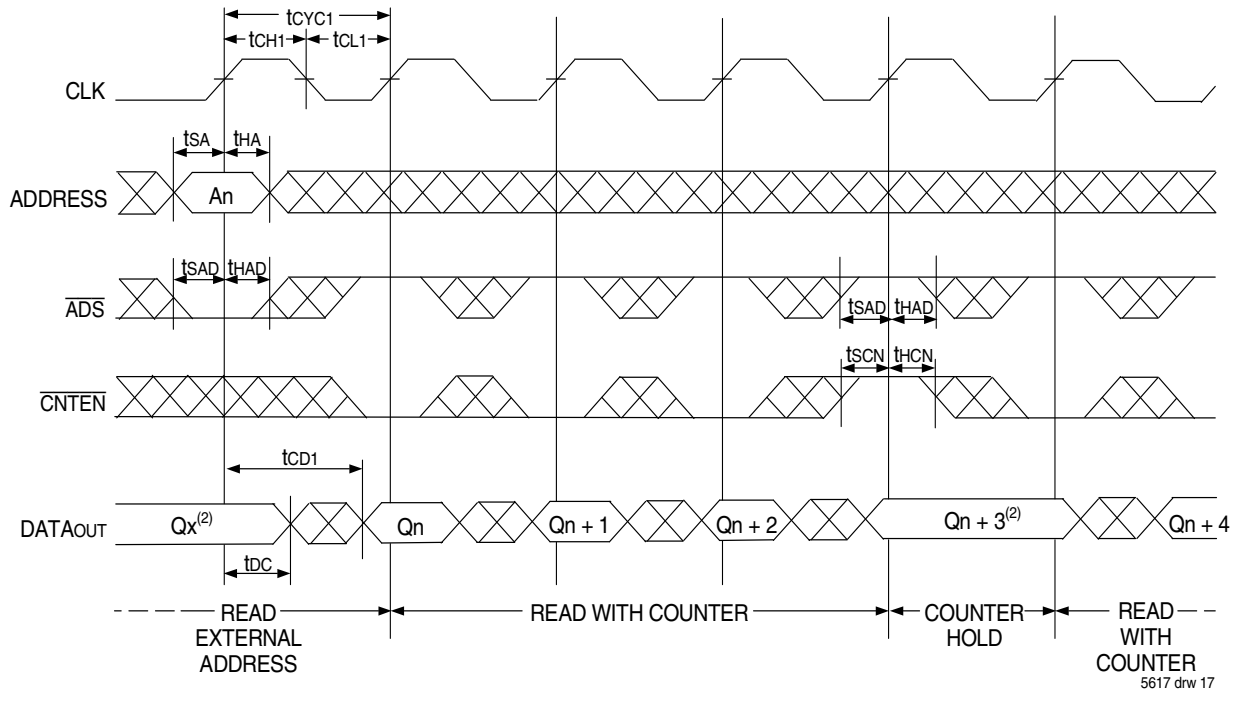 tCYC1
tCH1 tCL1
CLK
tSA tHA
ADDRESS An
tSAD tHAD
ADS
tSAD tHAD
tSCN tHCN
CNTEN
tCD1
DATAOUT Qx(2) Qn Qn + 1 Qn + 2 Qn + 3(2) Qn + 4
tDC
READ EXTERNAL ADDRESS
READ WITH COUNTER
COUNTER HOLD
READ WITH COUNTER
5617 drw 17